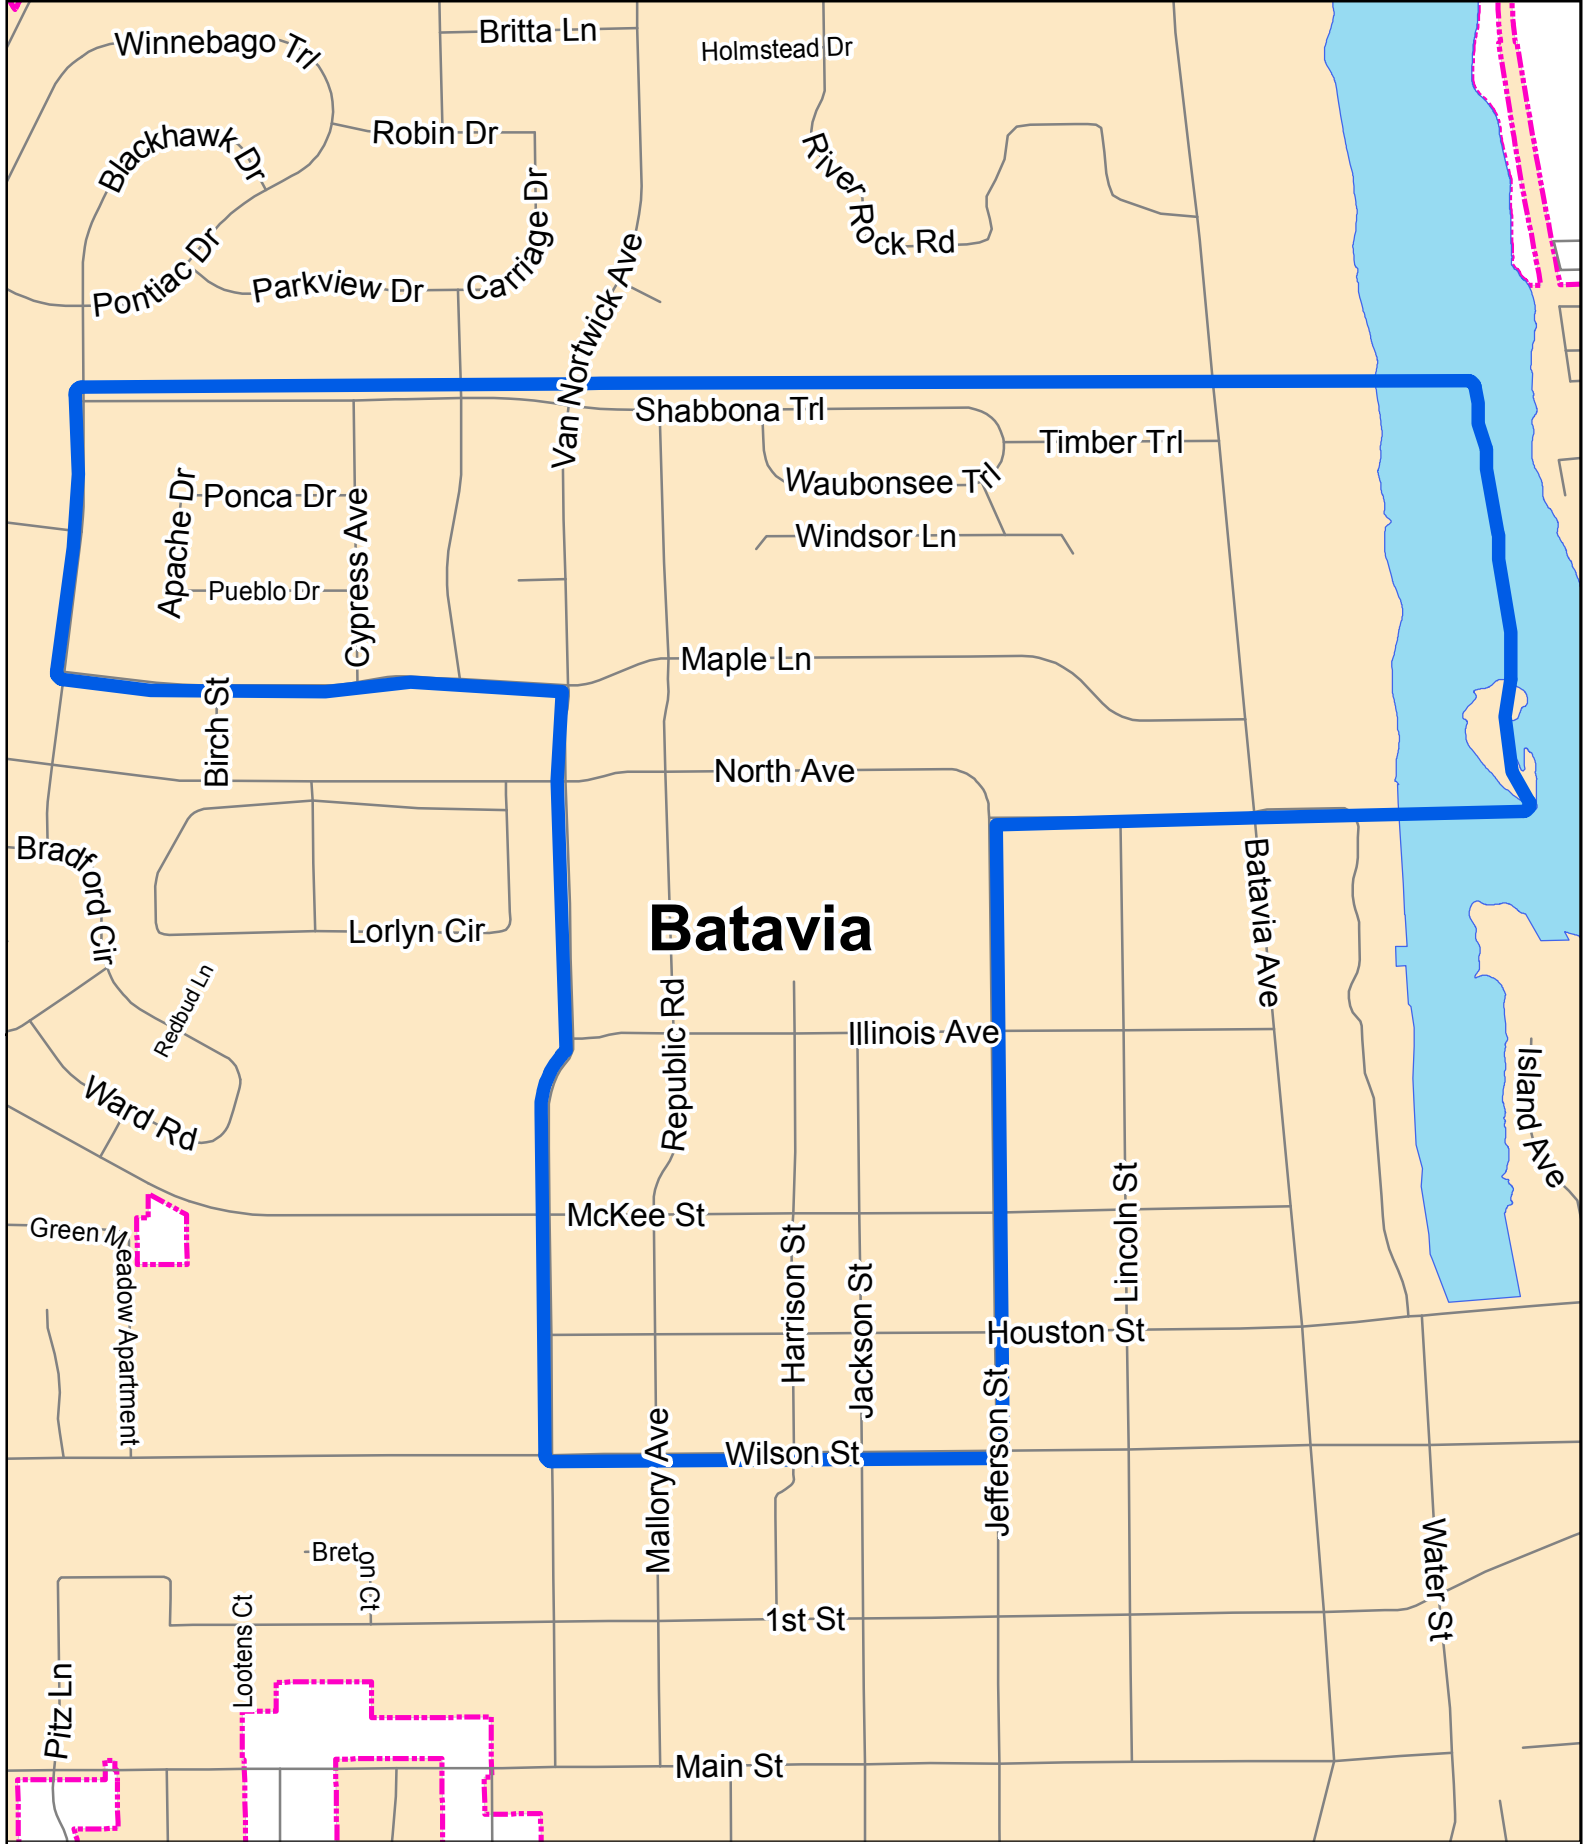 Winnebago Trl
Britta Ln
Holmstead Dr
Blackhawk Dr
Robin Dr
River Rock Rd
Carriage Dr
Pontiac Dr
Parkview Dr
Van Nortwick Ave
Shabbona Trl
Timber Trl
Waubonsee Trl
Apache Dr
Ponca Dr
Cypress Ave
Windsor Ln
Pueblo Dr
Maple Ln
Birch St
North Ave
Bradford Cir
Batavia Ave
Lorlyn Cir
Batavia
Redbud Ln
Republic Rd
Illinois Ave
Island Ave
Ward Rd
McKee St
Lincoln St
Green Meadow Apartment
Harrison St
Jackson St
Houston St
Jefferson St
Mallory Ave
Wilson St
Breton Ct
Water St
Lootens Ct
1st St
Pitz Ln
Main St